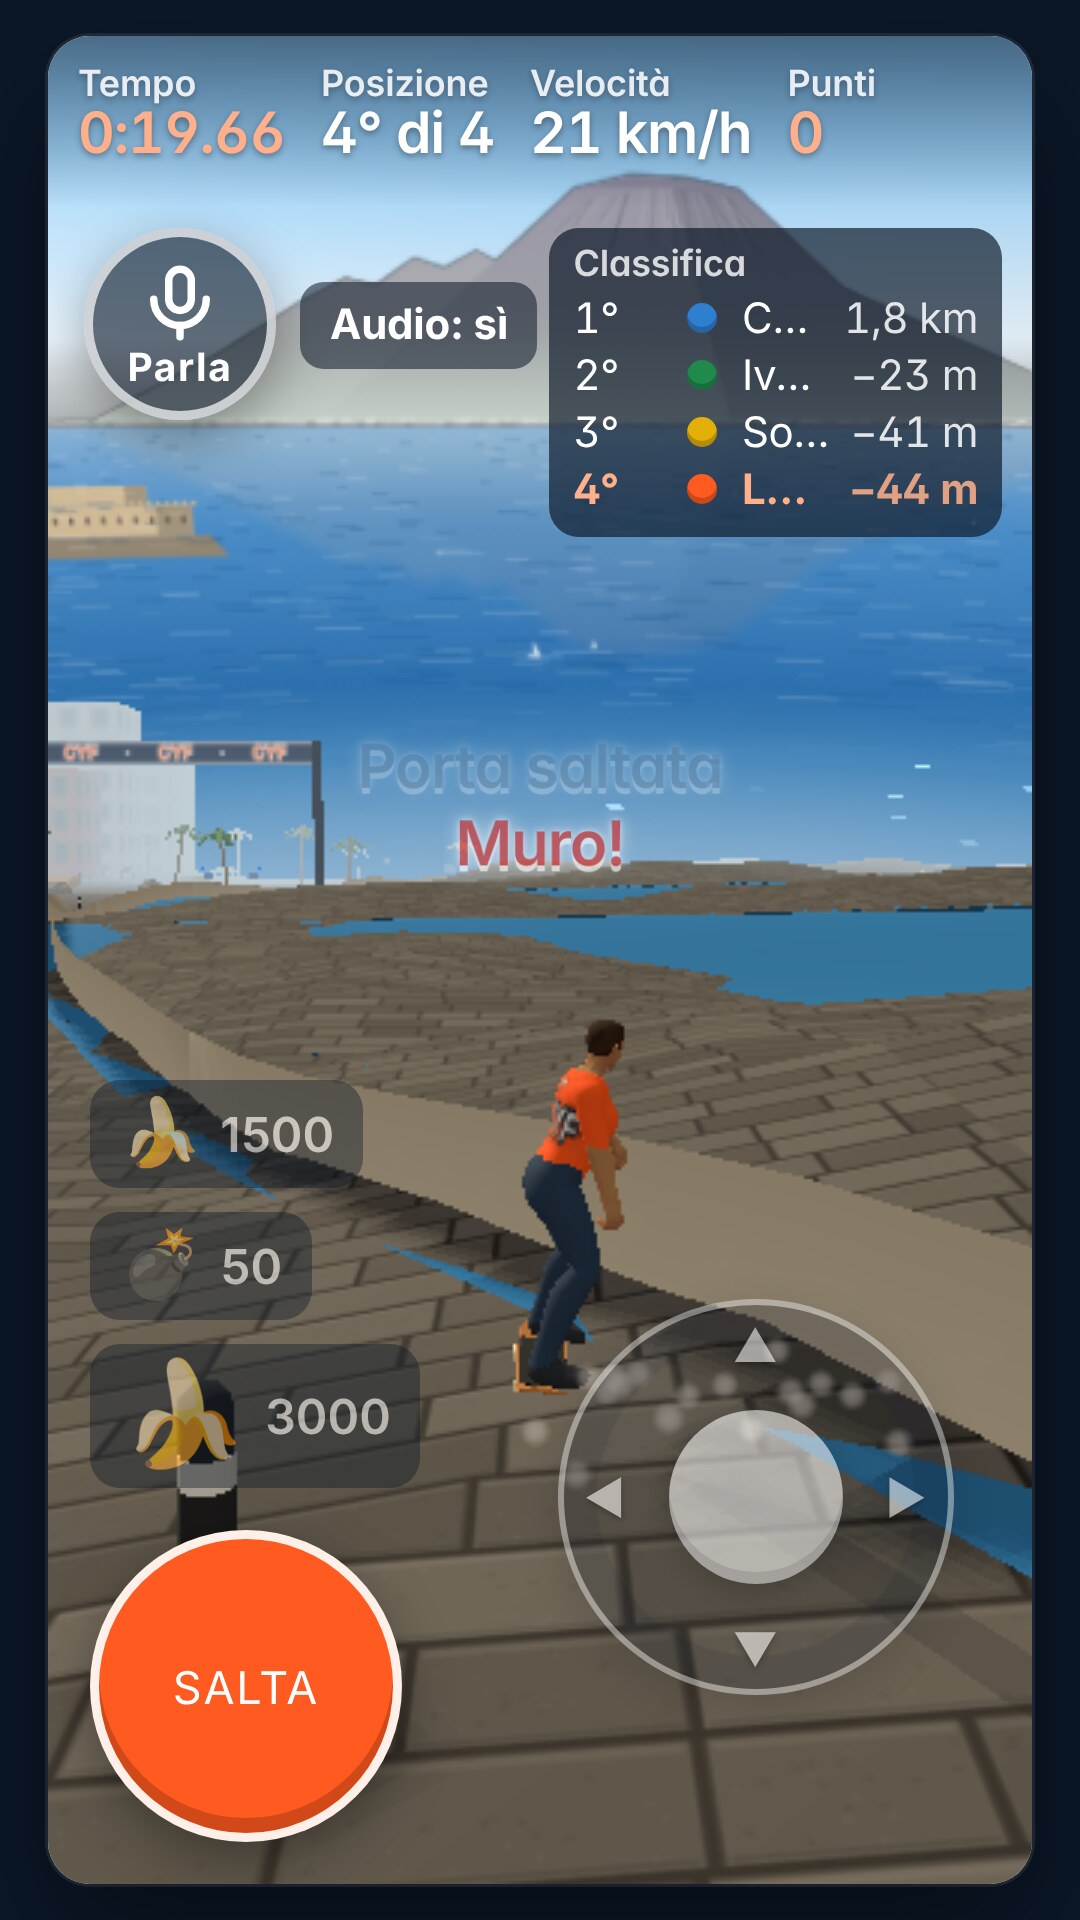 Tempo
0:19.66
Posizione
4° di 4
Velocità
21 km/h
Punti
0
Parla
Audio: sì
Classifica
1° C... 1,8 km
2° Iv... −23 m
3° So... −41 m
4° L... −44 m
Porta saltata
Muro!
1500
50
3000
SALTA